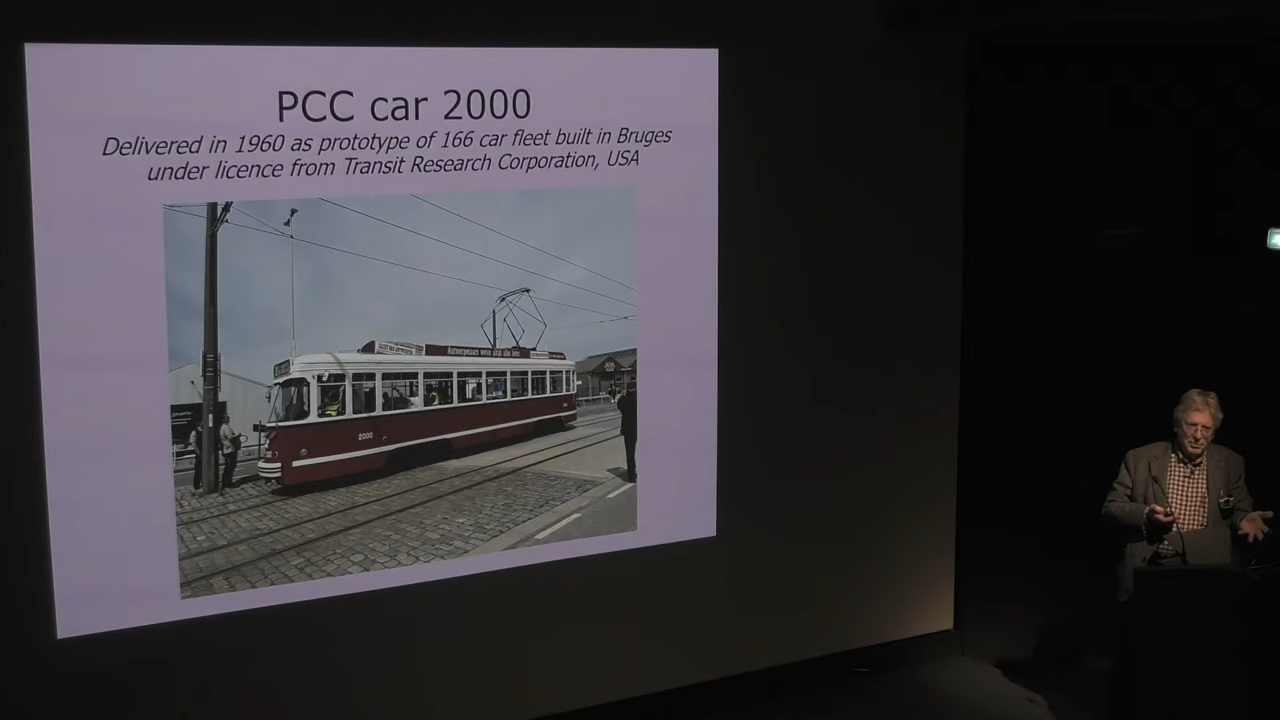 PCC car 2000
Delivered in 1960 as prototype of 166 car fleet built in Bruges
under licence from Transit Research Corporation, USA
2000